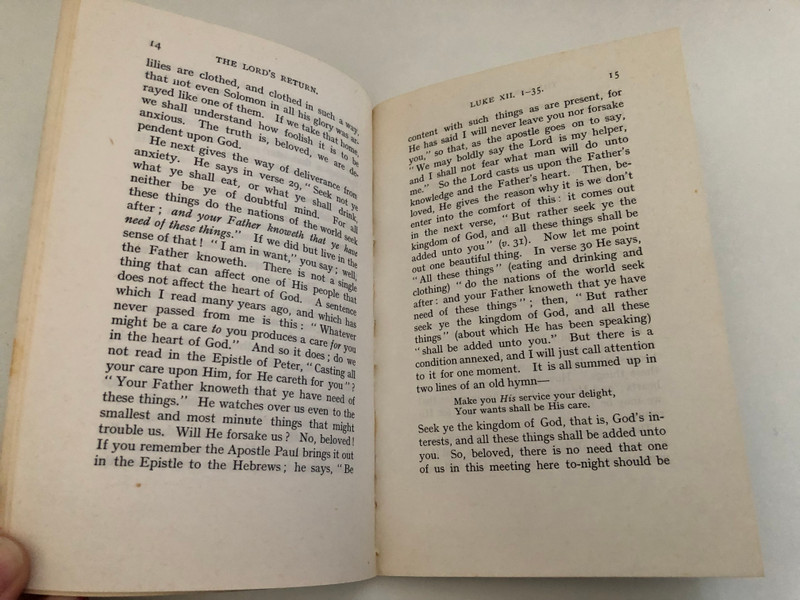 14
THE LORD'S RETURN.
lilies are clothed, and clothed in such a way,
that not even Solomon in all his glory was ar-
rayed like one of them. If we take that home,
we shall understand how foolish it is to be
anxious. The truth is, beloved, we are de-
pendent upon God.
He next gives the way of deliverance from
anxiety. He says in verse 29, "Seek not ye
what ye shall eat, or what ye shall drink,
neither be ye of doubtful mind. For all
these things do the nations of the world seek
after; and your Father knoweth that ye have
need of these things." If we did but live in the
sense of that! "I am in want," you say; well,
the Father knoweth. There is not a single
thing that can affect one of His people that
does not affect the heart of God. A sentence
which I read many years ago, and which has
never passed from me is this: "Whatever
might be a care to you produces a care for you
in the heart of God." And so it does; do we
not read in the Epistle of Peter, "Casting all
your care upon Him, for He careth for you"?
"Your Father knoweth that ye have need of
these things." He watches over us even to the
smallest and most minute things that might
trouble us. Will He forsake us? No, beloved!
If you remember the Apostle Paul brings it out
in the Epistle to the Hebrews; he says, "Be
LUKE XII. 1-35.
15
content with such things as are present, for
He has said I will never leave you nor forsake
you," so that, as the apostle goes on to say,
"We may boldly say the Lord is my helper,
and I shall not fear what man will do unto
me." So the Lord casts us upon the Father's
knowledge and the Father's heart. Then, be-
loved, He gives the reason why it is we don't
enter into the comfort of this: it comes out
in the next verse, "But rather seek ye the
kingdom of God, and all these things shall be
added unto you" (v. 31). Now let me point
out one beautiful thing. In verse 30 He says,
"All these things" (eating and drinking and
clothing) "do the nations of the world seek
after: and your Father knoweth that ye have
need of these things"; then, "But rather
seek ye the kingdom of God, and all these
things" (about which He has been speaking)
"shall be added unto you." But there is a
condition annexed, and I will just call attention
to it for one moment. It is all summed up in
two lines of an old hymn—
Make you His service your delight,
Your wants shall be His care.
Seek ye the kingdom of God, that is, God's in-
terests, and all these things shall be added unto
you. So, beloved, there is no need that one
of us in this meeting here to-night should be